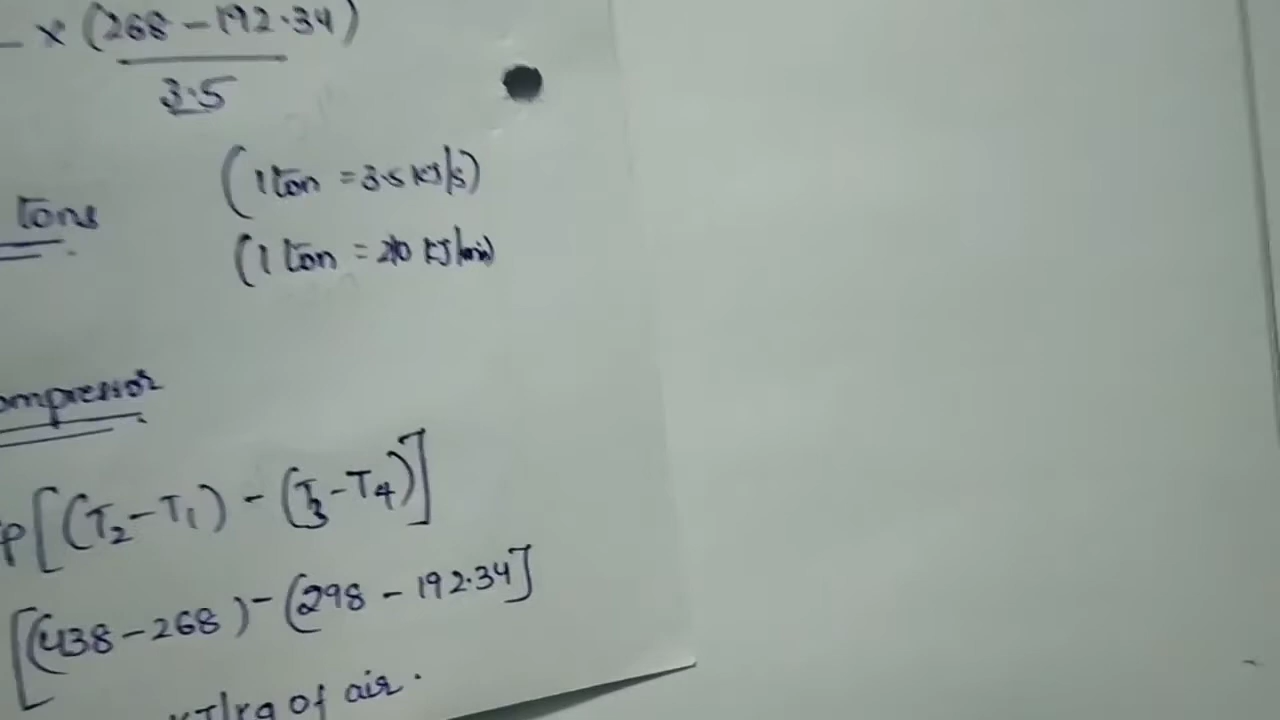 - × (268 - 192.34)
3.5
(1 ton = 3.5 kJ/s)
tons
(1 ton = 210 kJ/min)
ompressor
p[(T₂-T₁) - (T₃-T₄)]
[(438-268) - (298 - 192.34]
kJ/kg of air.